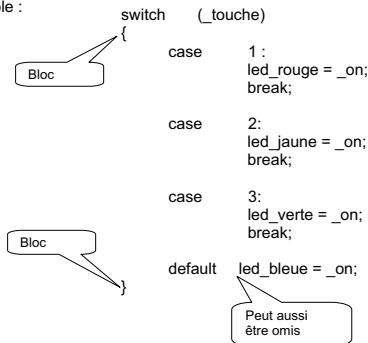 le :
switch (_touche)
{
Bloc
case 1 :
led_rouge = _on;
break;
case 2:
led_jaune = _on;
break;
case 3:
led_verte = _on;
break;
Bloc
default led_bleue = _on;
}
Peut aussi
être omis